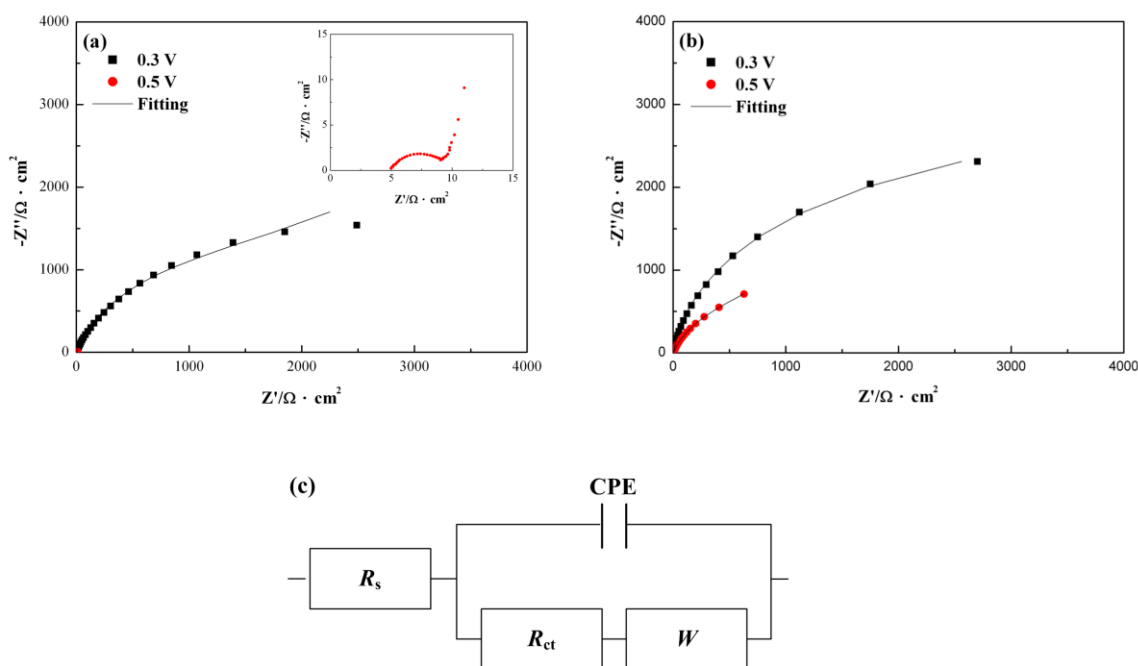 (a)
0.3 V
0.5 V
Fitting
-Z''/Ω · cm²
4000
3000
2000
1000
0
0 1000 2000 3000 4000
Z'/Ω · cm²
-Z''/Ω · cm²
15
10
5
0
0 5 10 15
Z'/Ω · cm²
(b)
0.3 V
0.5 V
Fitting
-Z''/Ω · cm²
4000
3000
2000
1000
0
0 1000 2000 3000 4000
Z'/Ω · cm²
(c)
CPE
Rs
Rct
W